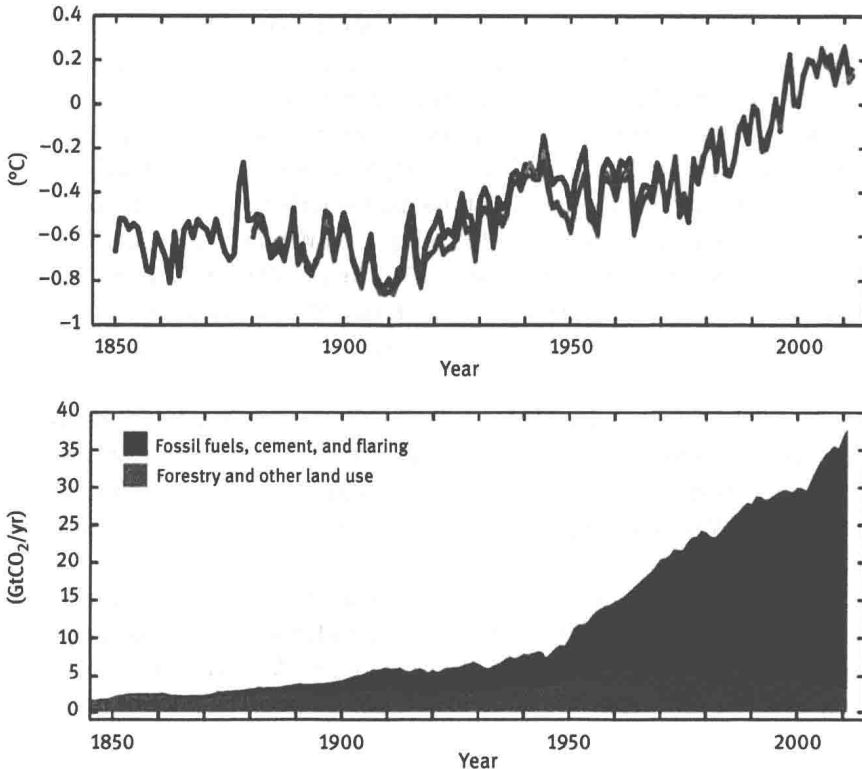 0.4
0.2
0
−0.2
−0.4
−0.6
−0.8
−1
(°C)
1850 1900 1950 2000
Year
40
35
30
25
20
15
10
5
0
(GtCO₂/yr)
Fossil fuels, cement, and flaring
Forestry and other land use
1850 1900 1950 2000
Year